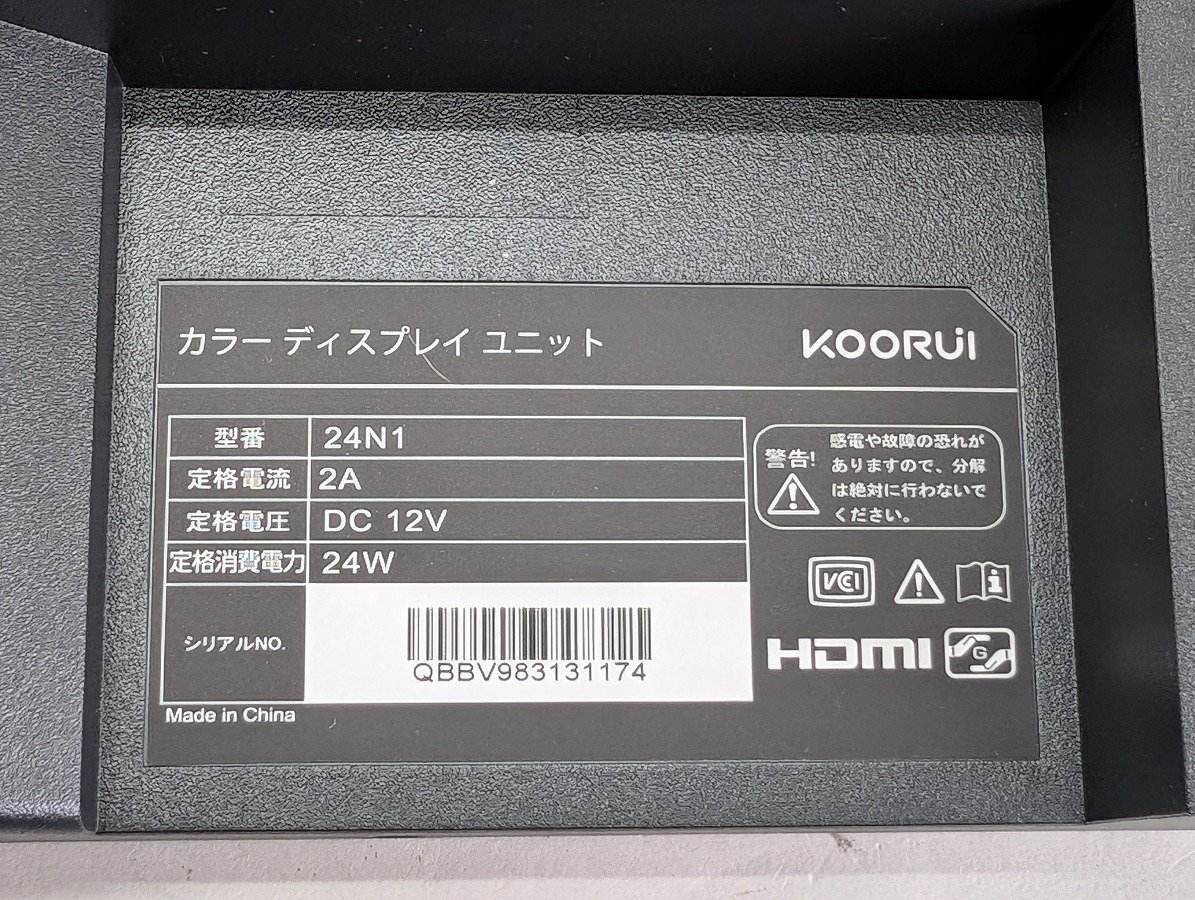 カラー ディスプレイ ユニット
KOORUI
型番 24N1
定格電流 2A
定格電圧 DC 12V
定格消費電力 24W
シリアルNO. QBBV983131174
Made in China
警告!
感電や故障の恐れが
ありますので、分解
は絶対に行わないで
ください。
VCCI
HDMI
G